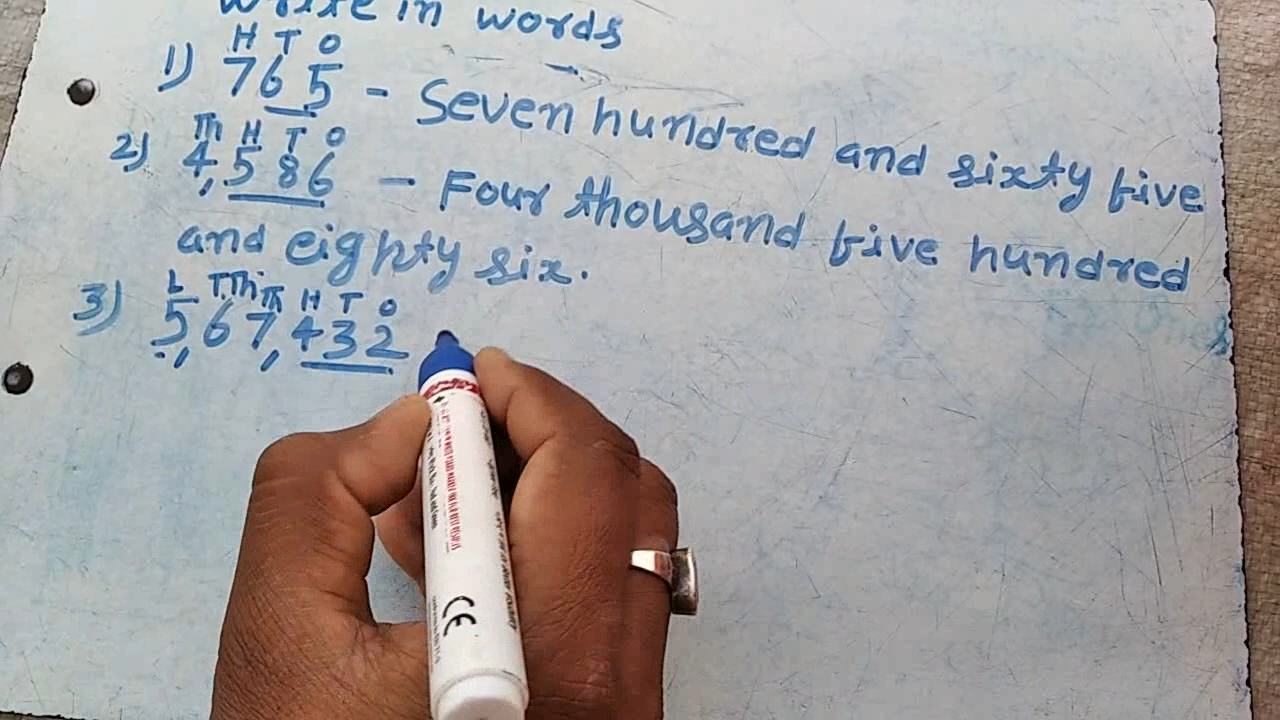 Write in words
H T O
1) 765 - Seven hundred and sixty five
Th H T O
2) 4,586 - Four thousand five hundred
and eighty six.
L TTh Th H T O
3) 5,67,432
CE